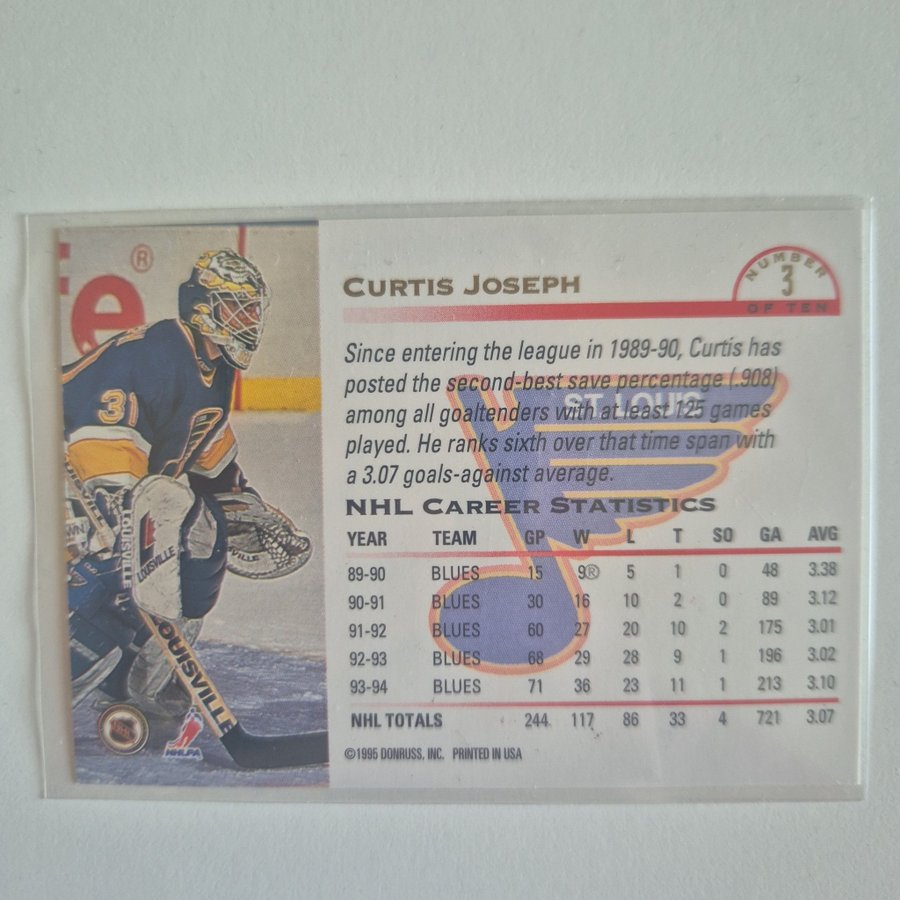 fe®
31
LOUISVILLE
LOUISVILLE
LOUISVILLE
NHLPA
CURTIS JOSEPH
NUMBER
3
OF TEN
Since entering the league in 1989-90, Curtis has
posted the second-best save percentage (.908)
among all goaltenders with at least 125 games
played. He ranks sixth over that time span with
a 3.07 goals-against average.
ST. LOUIS
NHL CAREER STATISTICS
YEAR TEAM GP W L T SO GA AVG
89-90 BLUES 15 9® 5 1 0 48 3.38
90-91 BLUES 30 16 10 2 0 89 3.12
91-92 BLUES 60 27 20 10 2 175 3.01
92-93 BLUES 68 29 28 9 1 196 3.02
93-94 BLUES 71 36 23 11 1 213 3.10
NHL TOTALS 244 117 86 33 4 721 3.07
©1995 DONRUSS, INC. PRINTED IN USA